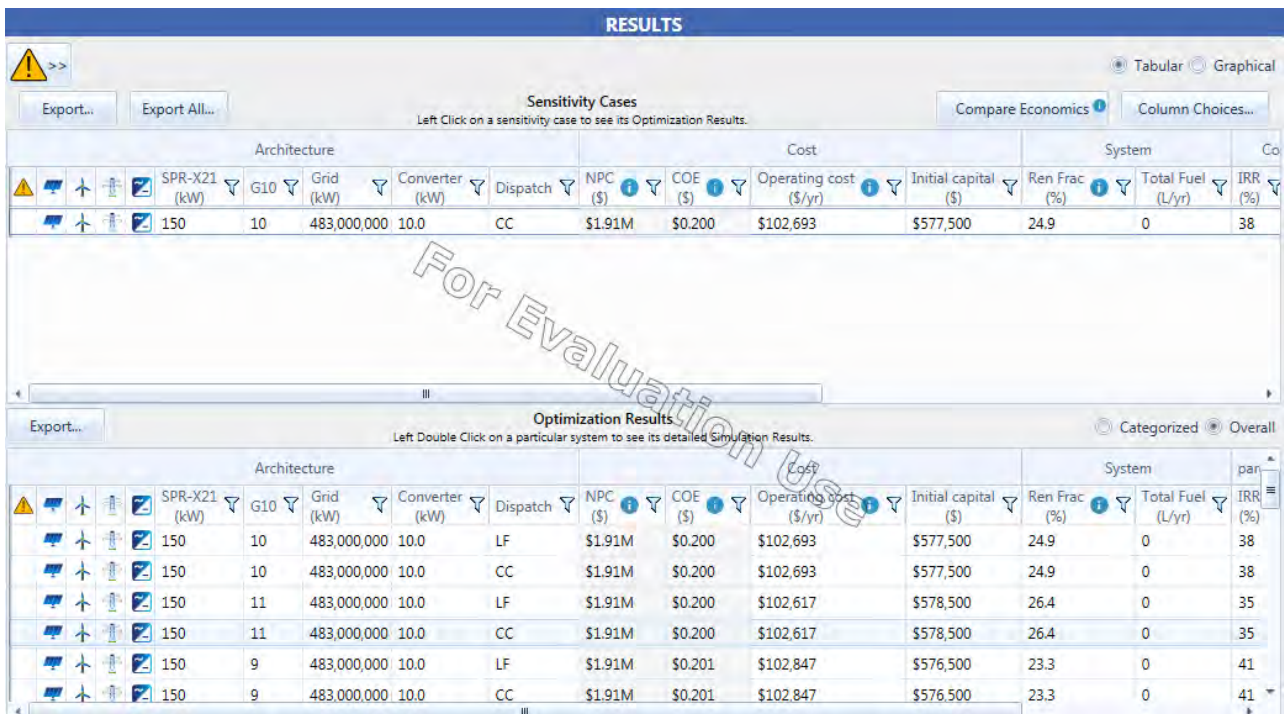 RESULTS
>>
Tabular Graphical
Export... Export All... Sensitivity Cases Compare Economics Column Choices...
Left Click on a sensitivity case to see its Optimization Results.
Architecture Cost System Co
SPR-X21 (kW) G10 Grid (kW) Converter (kW) Dispatch NPC ($) COE ($) Operating cost ($/yr) Initial capital ($) Ren Frac (%) Total Fuel (L/yr) IRR (%)
150 10 483,000,000 10.0 CC $1.91M $0.200 $102,693 $577,500 24.9 0 38
For Evaluation Use
Export... Optimization Results Categorized Overall
Left Double Click on a particular system to see its detailed Simulation Results.
Architecture Cost System par
SPR-X21 (kW) G10 Grid (kW) Converter (kW) Dispatch NPC ($) COE ($) Operating cost ($/yr) Initial capital ($) Ren Frac (%) Total Fuel (L/yr) IRR (%)
150 10 483,000,000 10.0 LF $1.91M $0.200 $102,693 $577,500 24.9 0 38
150 10 483,000,000 10.0 CC $1.91M $0.200 $102,693 $577,500 24.9 0 38
150 11 483,000,000 10.0 LF $1.91M $0.200 $102,617 $578,500 26.4 0 35
150 11 483,000,000 10.0 CC $1.91M $0.200 $102,617 $578,500 26.4 0 35
150 9 483,000,000 10.0 LF $1.91M $0.201 $102,847 $576,500 23.3 0 41
150 9 483,000,000 10.0 CC $1.91M $0.201 $102,847 $576,500 23.3 0 41